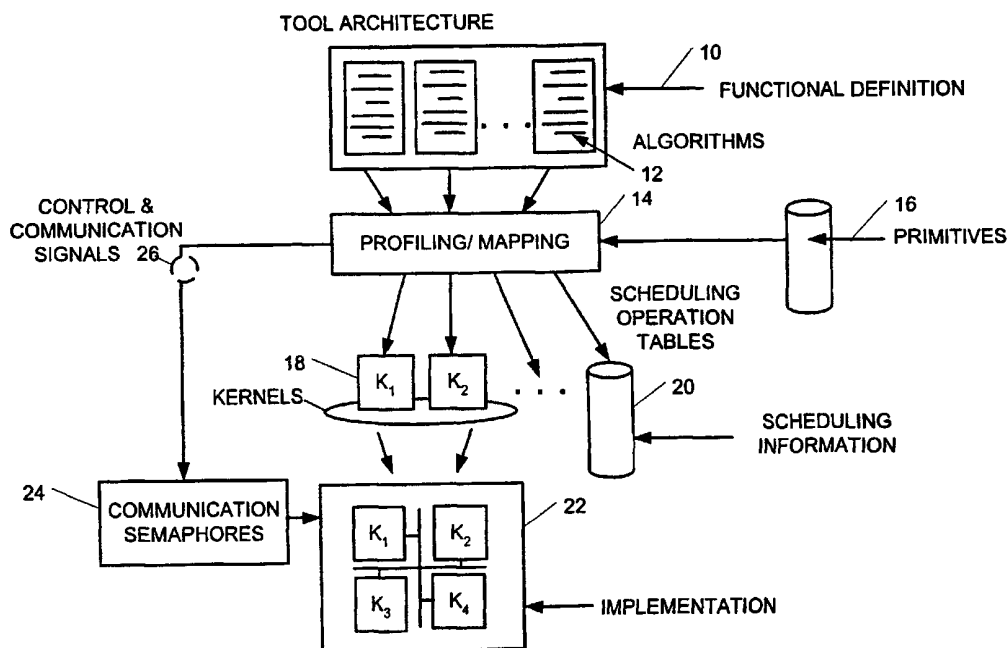 TOOL ARCHITECTURE
10
FUNCTIONAL DEFINITION
. . .
ALGORITHMS
12
14
CONTROL &
COMMUNICATION
SIGNALS 26
PROFILING/ MAPPING
16
PRIMITIVES
SCHEDULING
OPERATION
TABLES
18
K1
K2
. . .
KERNELS
20
SCHEDULING
INFORMATION
24
COMMUNICATION
SEMAPHORES
22
K1
K2
K3
K4
IMPLEMENTATION